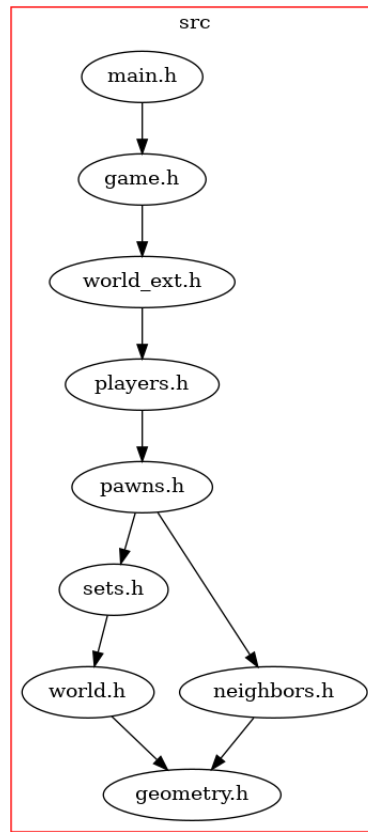 src
main.h
game.h
world_ext.h
players.h
pawns.h
sets.h
world.h
neighbors.h
geometry.h